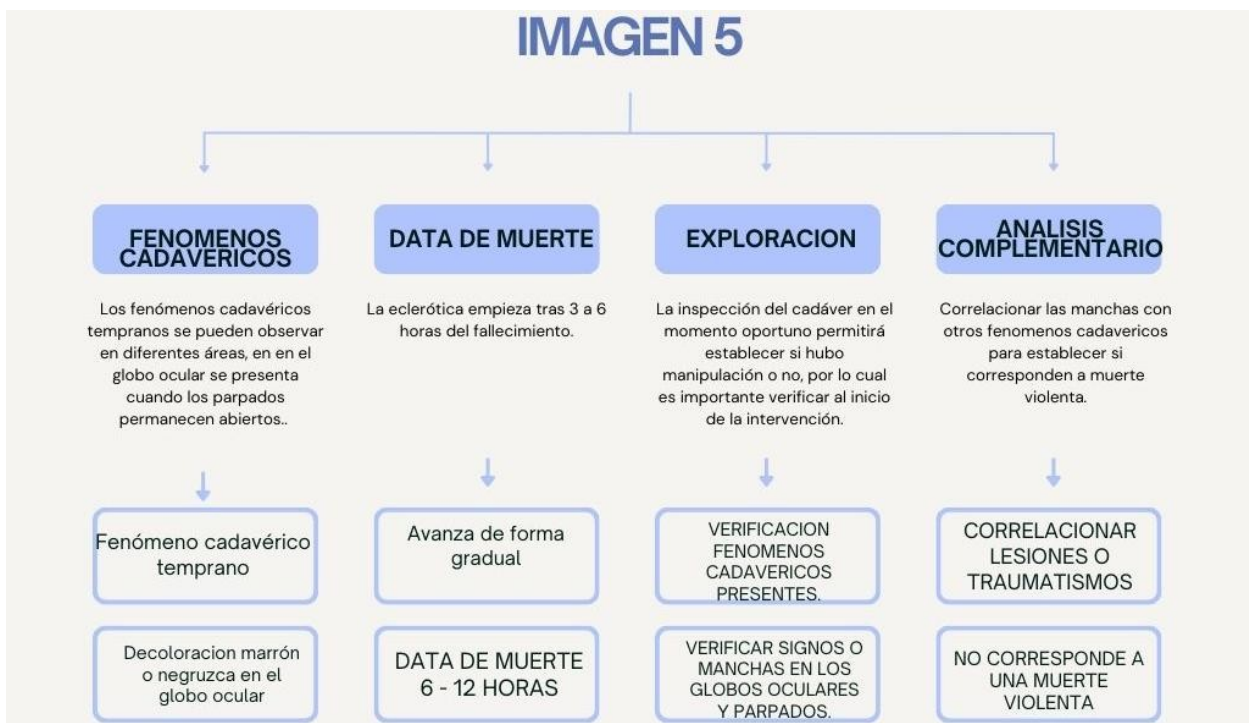 IMAGEN 5
FENOMENOS
CADAVERICOS
Los fenómenos cadavéricos
tempranos se pueden observar
en diferentes áreas, en en el
globo ocular se presenta
cuando los parpados
permanecen abiertos..
Fenómeno cadavérico
temprano
Decoloracion marrón
o negruzca en el
globo ocular
DATA DE MUERTE
La eclerótica empieza tras 3 a 6
horas del fallecimiento.
Avanza de forma
gradual
DATA DE MUERTE
6 - 12 HORAS
EXPLORACION
La inspección del cadáver en el
momento oportuno permitirá
establecer si hubo
manipulación o no, por lo cual
es importante verificar al inicio
de la intervención.
VERIFICACION
FENOMENOS
CADAVERICOS
PRESENTES.
VERIFICAR SIGNOS O
MANCHAS EN LOS
GLOBOS OCULARES
Y PARPADOS.
ANALISIS
COMPLEMENTARIO
Correlacionar las manchas con
otros fenomenos cadavericos
para establecer si
corresponden a muerte
violenta.
CORRELACIONAR
LESIONES O
TRAUMATISMOS
NO CORRESPONDE A
UNA MUERTE
VIOLENTA